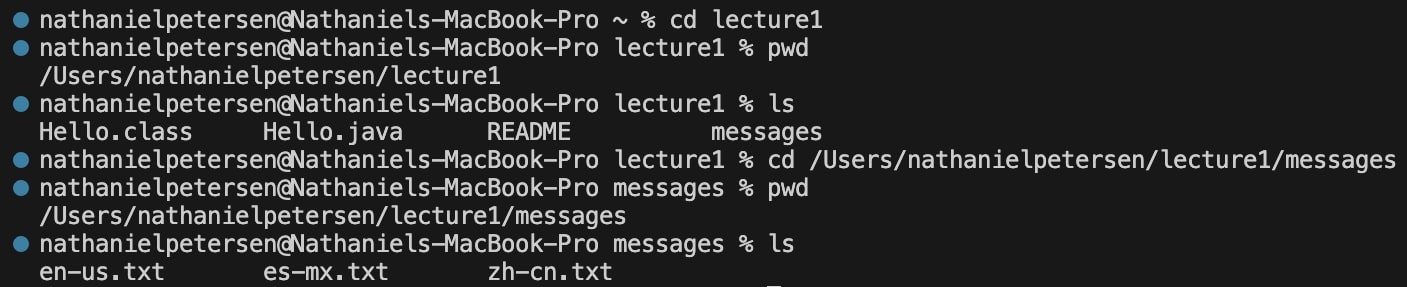 nathanielpetersen@Nathaniels-MacBook-Pro ~ % cd lecture1
nathanielpetersen@Nathaniels-MacBook-Pro lecture1 % pwd
/Users/nathanielpetersen/lecture1
nathanielpetersen@Nathaniels-MacBook-Pro lecture1 % ls
Hello.class     Hello.java      README          messages
nathanielpetersen@Nathaniels-MacBook-Pro lecture1 % cd /Users/nathanielpetersen/lecture1/messages
nathanielpetersen@Nathaniels-MacBook-Pro messages % pwd
/Users/nathanielpetersen/lecture1/messages
nathanielpetersen@Nathaniels-MacBook-Pro messages % ls
en-us.txt       es-mx.txt       zh-cn.txt